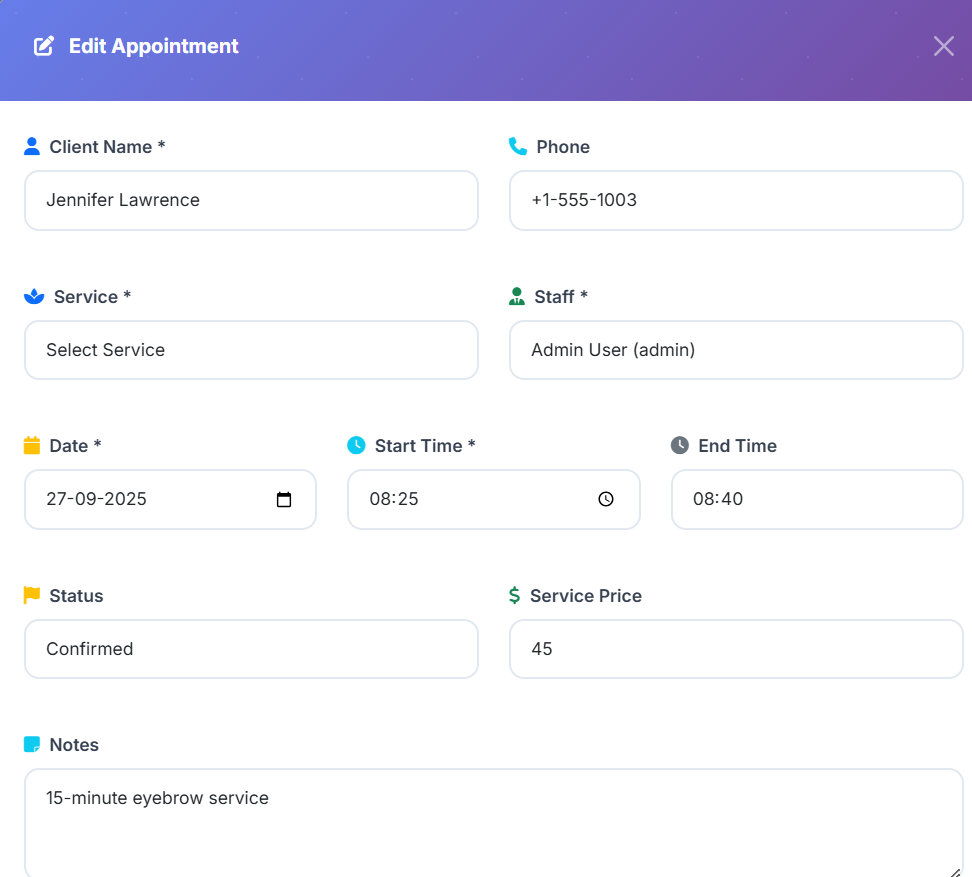 Edit Appointment
Client Name *
Phone
Jennifer Lawrence
+1-555-1003
Service *
Staff *
Select Service
Admin User (admin)
Date *
Start Time *
End Time
27-09-2025
08:25
08:40
Status
Service Price
Confirmed
45
Notes
15-minute eyebrow service